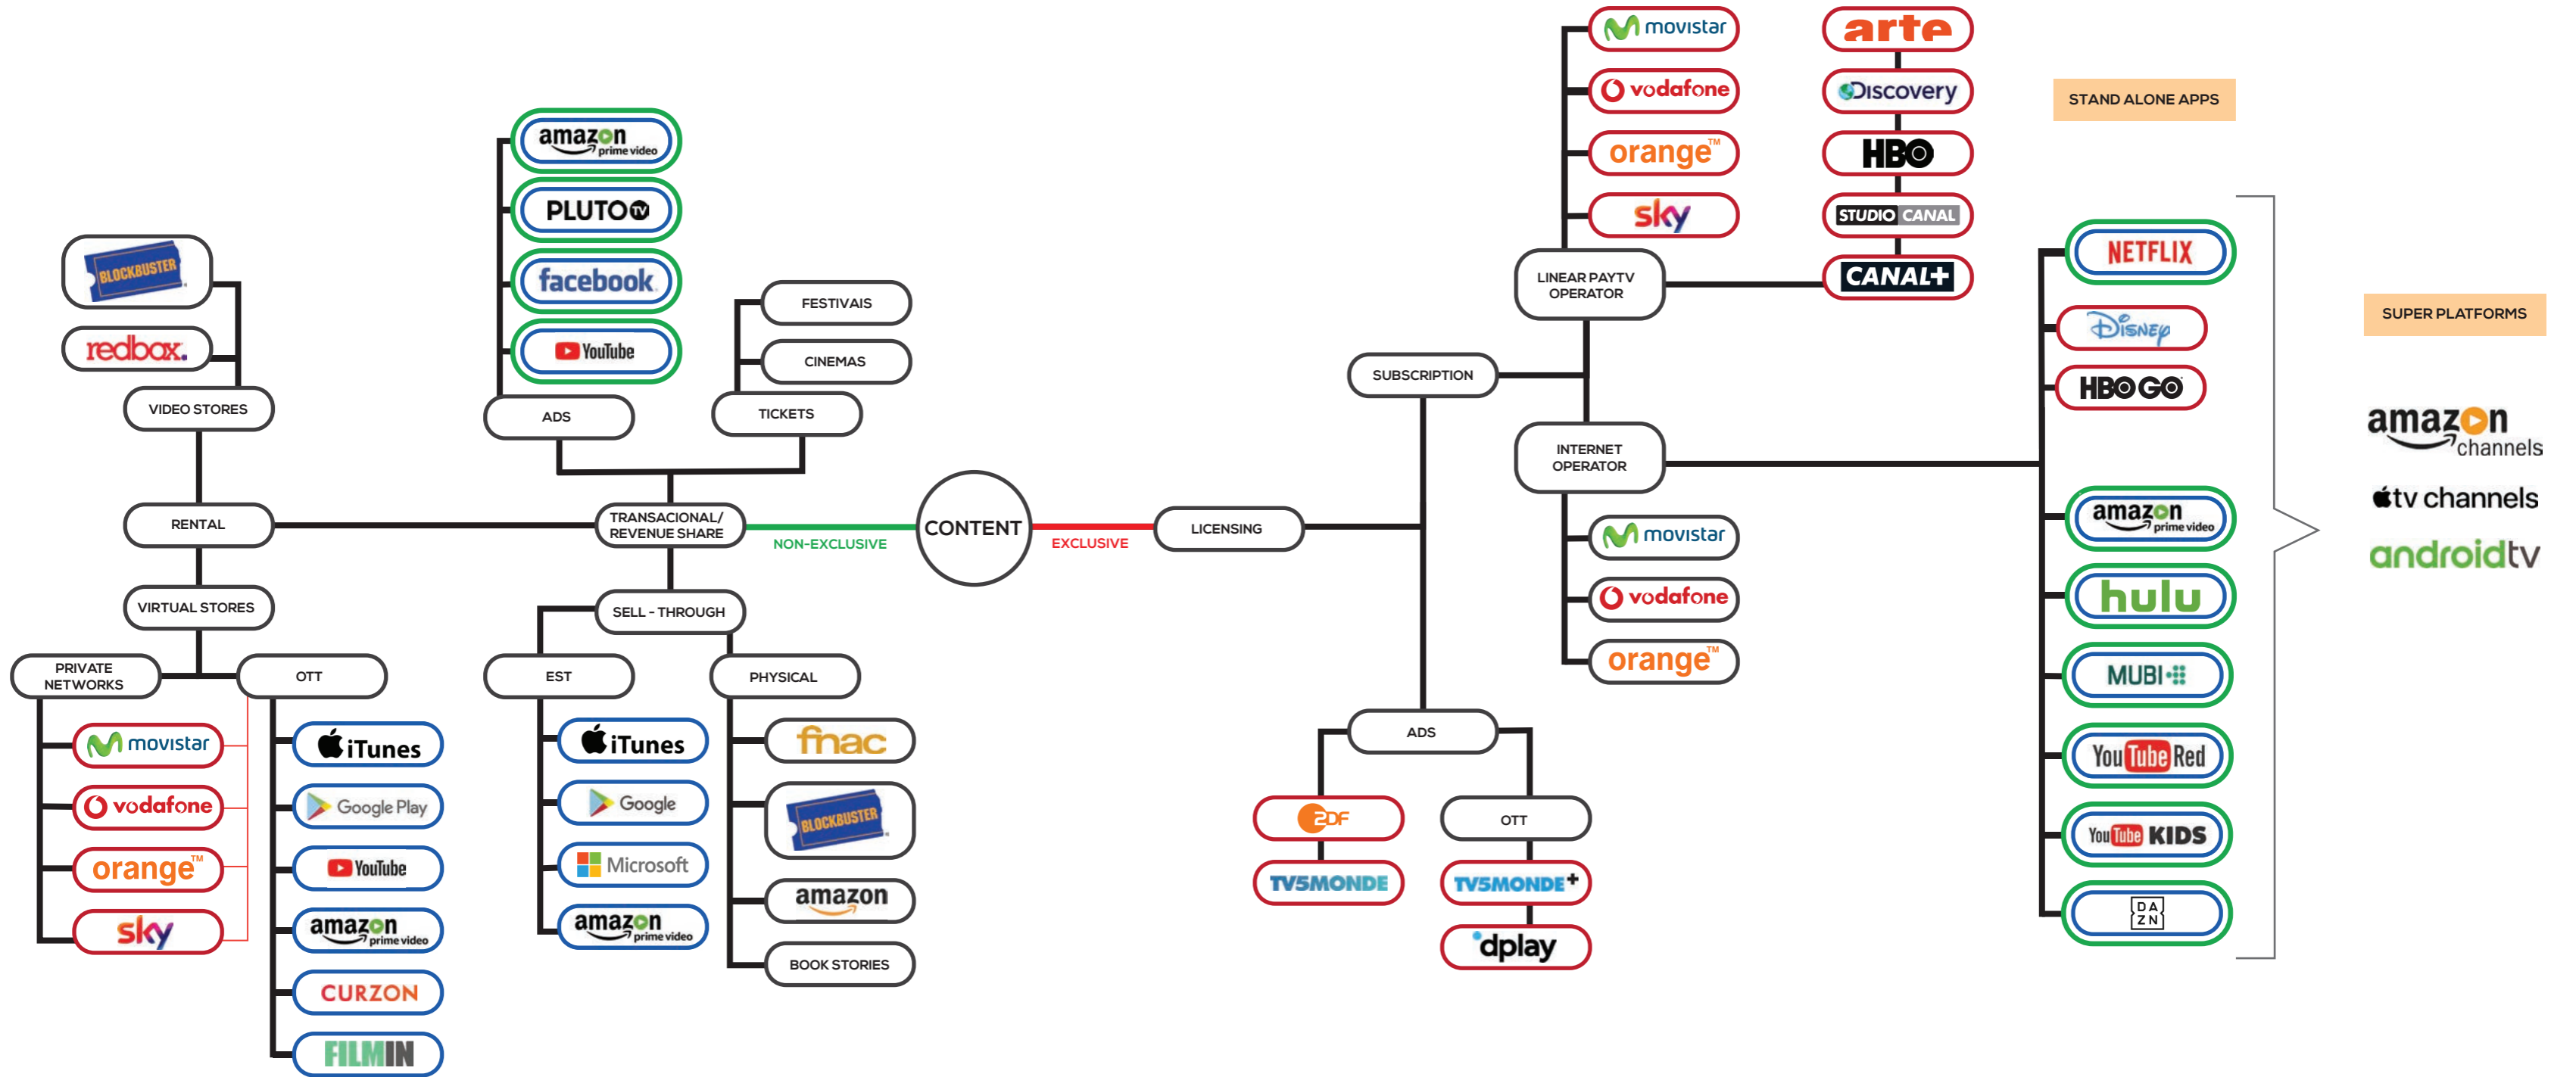 BLOCKBUSTER
redbox.
VIDEO STORES
RENTAL
VIRTUAL STORES
PRIVATE
NETWORKS
OTT
movistar
vodafone
orange™
sky
iTunes
Google Play
YouTube
amazon
prime video
CURZON
FILMIN
amazon
prime video
PLUTO TV
facebook
YouTube
ADS
FESTIVAIS
CINEMAS
TICKETS
TRANSACIONAL/
REVENUE SHARE
NON-EXCLUSIVE
CONTENT
EXCLUSIVE
LICENSING
SELL - THROUGH
EST
PHYSICAL
iTunes
Google
Microsoft
amazon
prime video
fnac
BLOCKBUSTER
amazon
BOOK STORIES
SUBSCRIPTION
movistar
vodafone
orange™
sky
LINEAR PAYTV
OPERATOR
arte
Discovery
HBO
STUDIO CANAL
CANAL+
INTERNET
OPERATOR
movistar
vodafone
orange™
ADS
ZDF
TV5MONDE
OTT
TV5MONDE+
dplay
STAND ALONE APPS
NETFLIX
DISNEY
HBO GO
amazon
prime video
hulu
MUBI
YouTube Red
YouTube KIDS
DA
ZN
SUPER PLATFORMS
amazon
channels
tv channels
androidtv